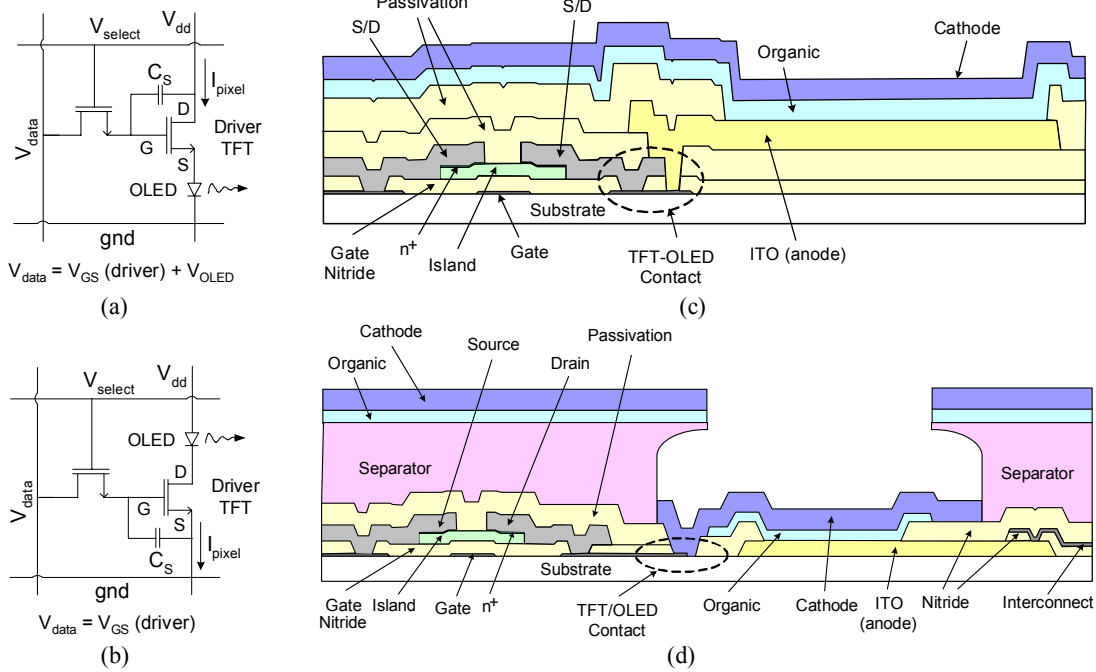 V_select
V_dd
C_S
D
I_pixel
V_data
G
Driver
TFT
S
OLED
gnd
V_data = V_GS (driver) + V_OLED
(a)
Passivation
S/D
S/D
Organic
Cathode
Substrate
Gate
Nitride
n+
Island
Gate
TFT-OLED
Contact
ITO (anode)
(c)
V_select
V_dd
OLED
D
V_data
G
Driver
TFT
S
C_S
I_pixel
gnd
V_data = V_GS (driver)
(b)
Cathode
Organic
Source
Drain
Passivation
Separator
Separator
Substrate
Gate
Nitride
Island
Gate
n+
TFT/OLED
Contact
Organic
Cathode
ITO
(anode)
Nitride
Interconnect
(d)